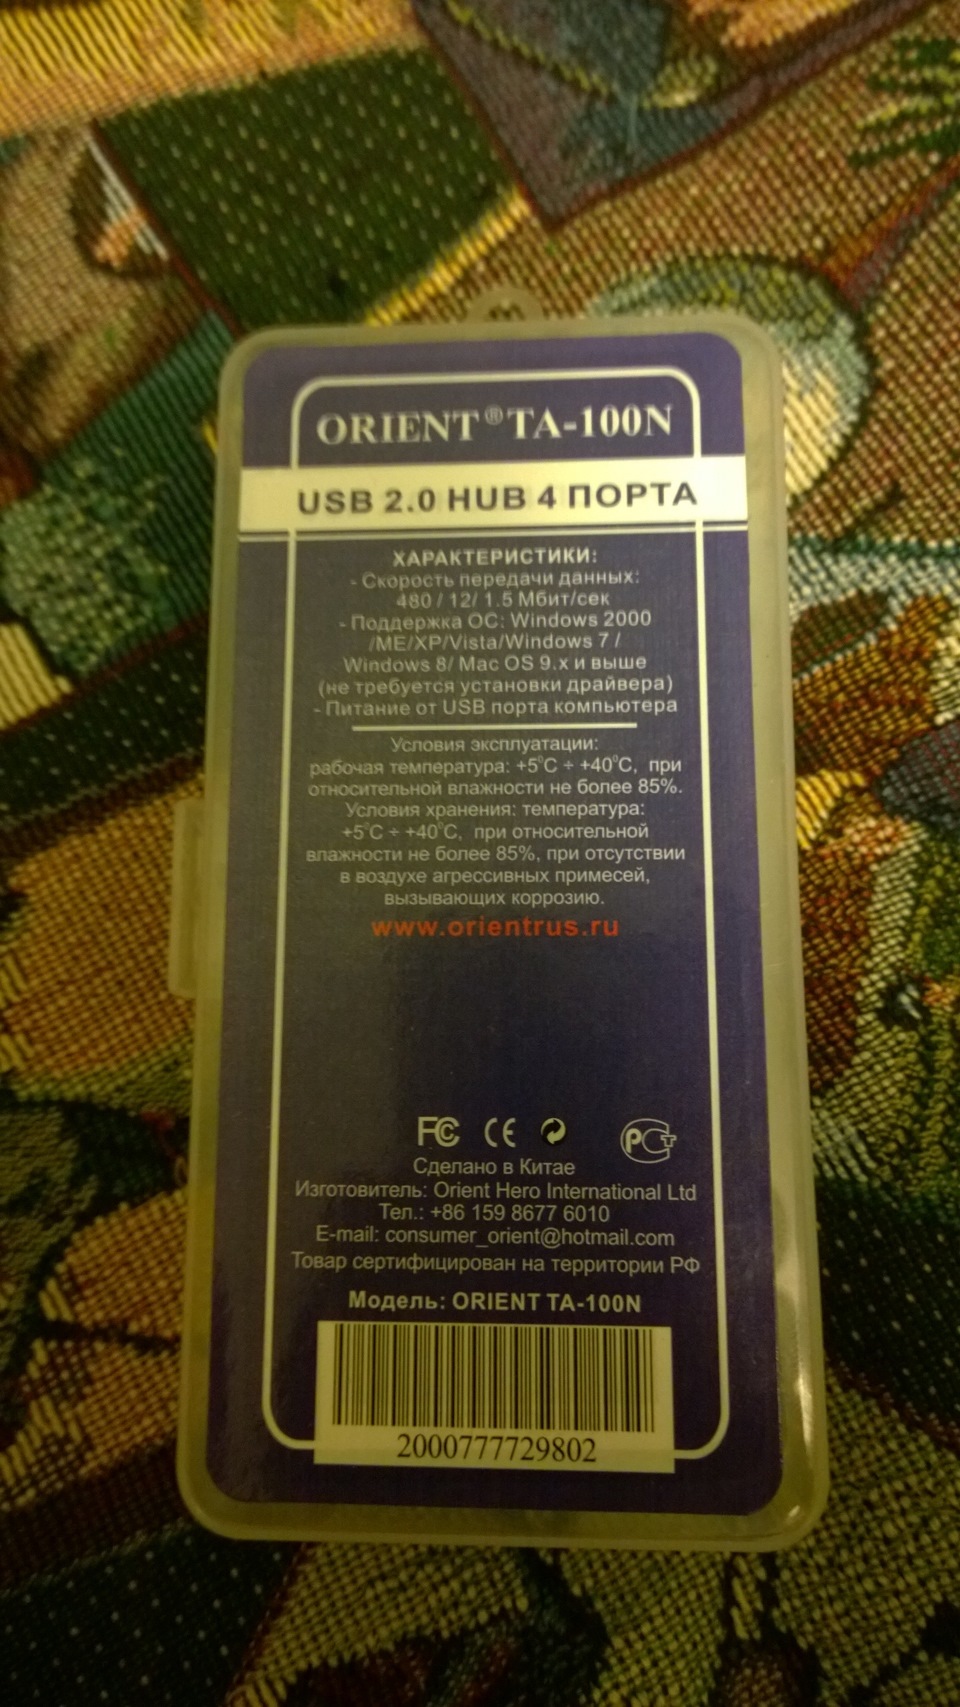 ORIENT® TA-100N
USB 2.0 HUB 4 ПОРТА
ХАРАКТЕРИСТИКИ:
- Скорость передачи данных:
480 / 12/ 1.5 Мбит/сек
- Поддержка ОС: Windows 2000
/ME/XP/Vista/Windows 7 /
Windows 8/ Mac OS 9.x и выше
(не требуется установки драйвера)
- Питание от USB порта компьютера
Условия эксплуатации:
рабочая температура: +5°C ÷ +40°C, при
относительной влажности не более 85%.
Условия хранения: температура:
+5°C ÷ +40°C, при относительной
влажности не более 85%, при отсутствии
в воздухе агрессивных примесей,
вызывающих коррозию.
www.orientrus.ru
FC CE РСТ
Сделано в Китае
Изготовитель: Orient Hero International Ltd
Тел.: +86 159 8677 6010
E-mail: consumer_orient@hotmail.com
Товар сертифицирован на территории РФ
Модель: ORIENT TA-100N
2000777729802